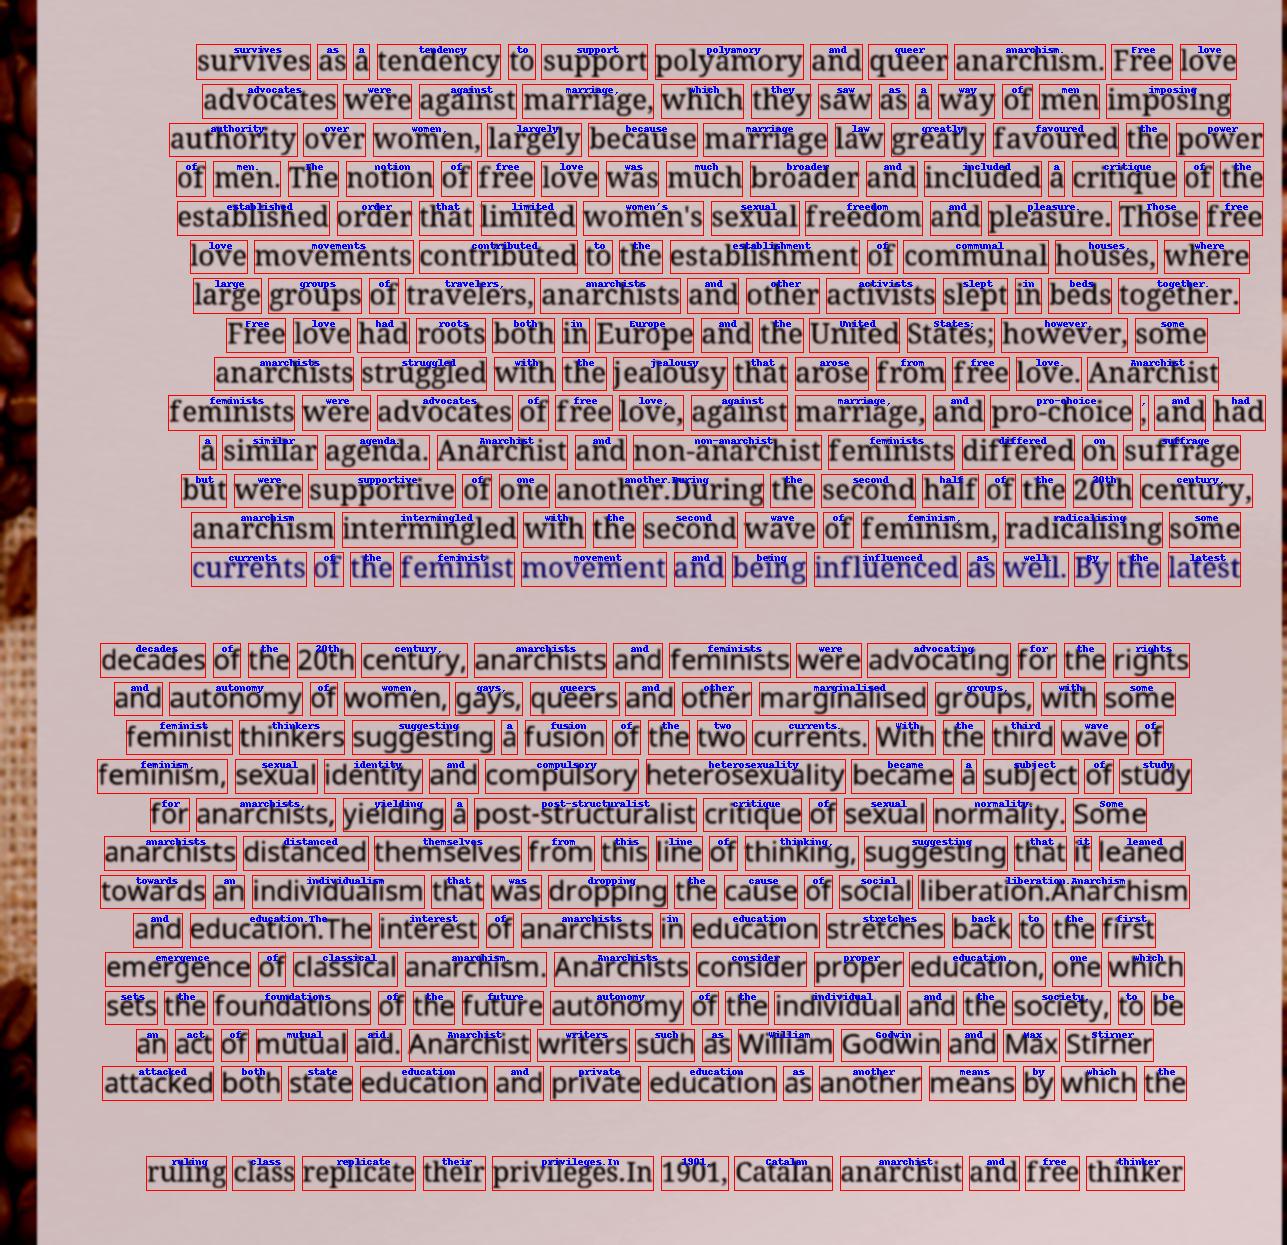 survives as a tendency to support polyamory and queer anarchism. Free love
advocates were against marriage, which they saw as a way of men imposing
authority over women, largely because marriage law greatly favoured the power
of men. The notion of free love was much broader and included a critique of the
established order that limited women's sexual freedom and pleasure. Those free
love movements contributed to the establishment of communal houses, where
large groups of travelers, anarchists and other activists slept in beds together.
Free love had roots both in Europe and the United States; however, some
anarchists struggled with the jealousy that arose from free love. Anarchist
feminists were advocates of free love, against marriage, and pro-choice , and had
a similar agenda. Anarchist and non-anarchist feminists differed on suffrage
but were supportive of one another.During the second half of the 20th century,
anarchism intermingled with the second wave of feminism, radicalising some
currents of the feminist movement and being influenced as well. By the latest
decades of the 20th century, anarchists and feminists were advocating for the rights
and autonomy of women, gays, queers and other marginalised groups, with some
feminist thinkers suggesting a fusion of the two currents. With the third wave of
feminism, sexual identity and compulsory heterosexuality became a subject of study
for anarchists, yielding a post-structuralist critique of sexual normality. Some
anarchists distanced themselves from this line of thinking, suggesting that it leaned
towards an individualism that was dropping the cause of social liberation.Anarchism
and education.The interest of anarchists in education stretches back to the first
emergence of classical anarchism. Anarchists consider proper education, one which
sets the foundations of the future autonomy of the individual and the society, to be
an act of mutual aid. Anarchist writers such as William Godwin and Max Stirner
attacked both state education and private education as another means by which the
ruling class replicate their privileges.In 1901, Catalan anarchist and free thinker